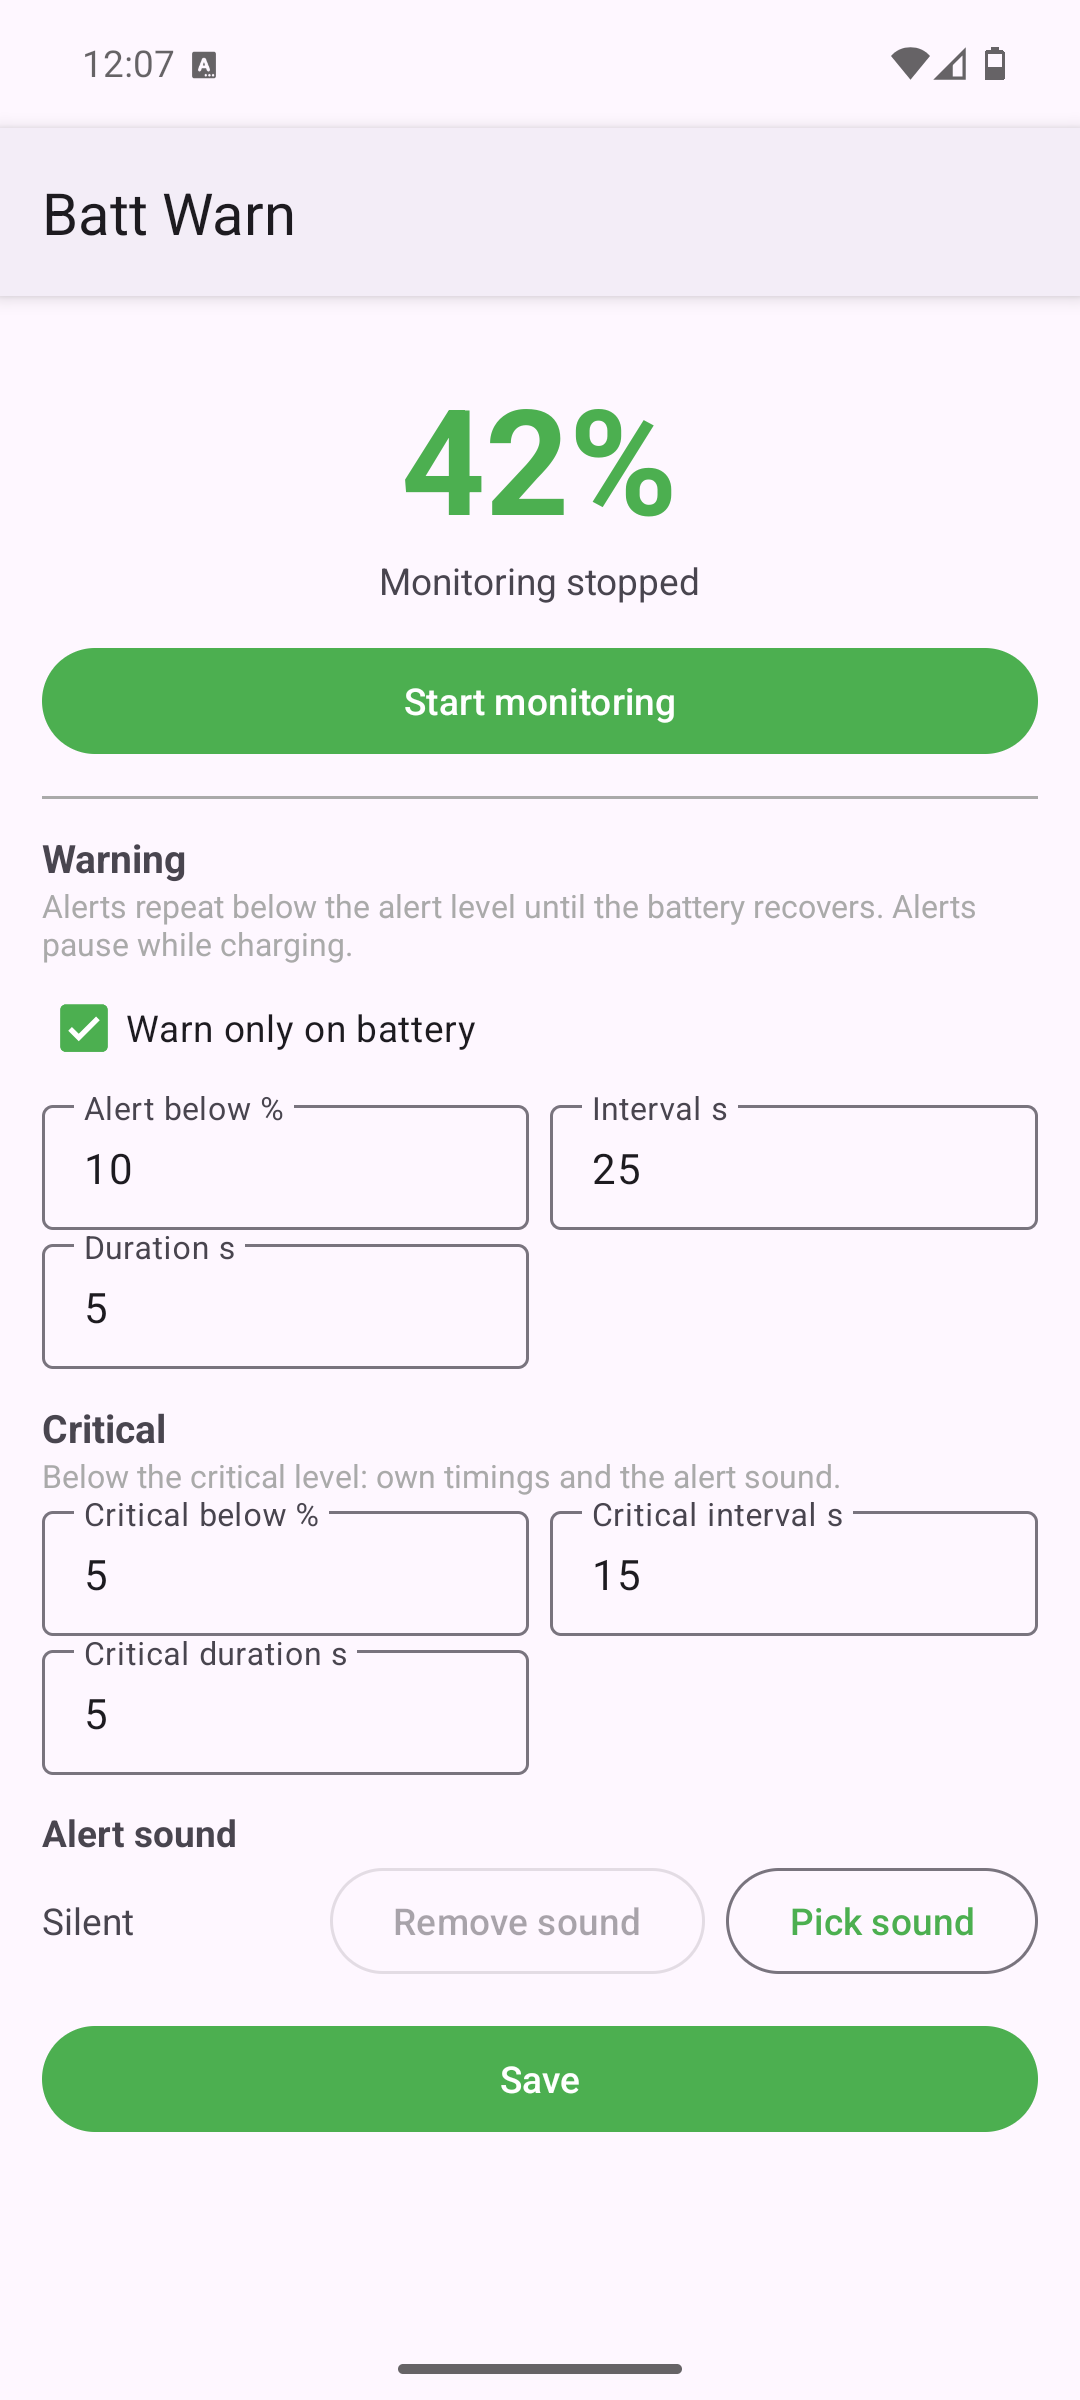 12:07
Batt Warn
42%
Monitoring stopped
Start monitoring
Warning
Alerts repeat below the alert level until the battery recovers. Alerts
pause while charging.
Warn only on battery
Alert below %
Interval s
10
25
Duration s
5
Critical
Below the critical level: own timings and the alert sound.
Critical below %
Critical interval s
5
15
Critical duration s
5
Alert sound
Silent
Remove sound
Pick sound
Save